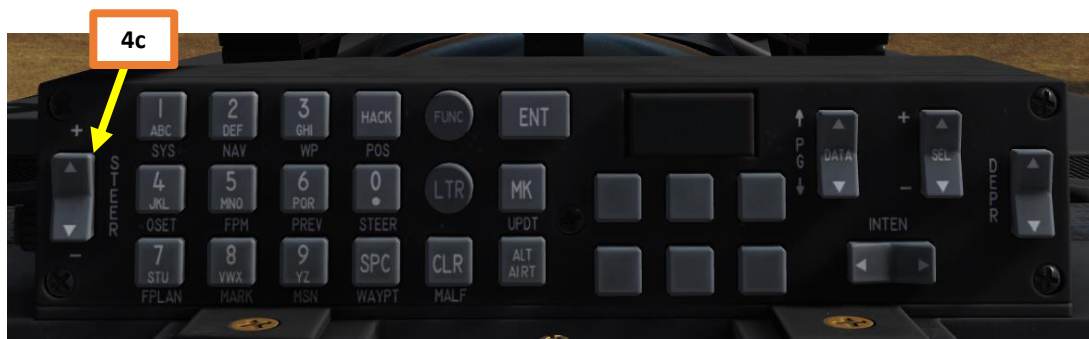 4c
+
STEER
−
1 ABC
SYS
2 DEF
NAV
3 GHI
WP
HACK
POS
FUNC
ENT
4 JKL
OSET
5 MNO
FPM
6 PQR
PREV
0 •
STEER
LTR
MK
UPDT
7 STU
FPLAN
8 VWX
MARK
9 YZ
MSN
SPC
WAYPT
CLR
MALF
ALT
AIRT
PG
DATA
+
SEL
−
DEPR
INTEN